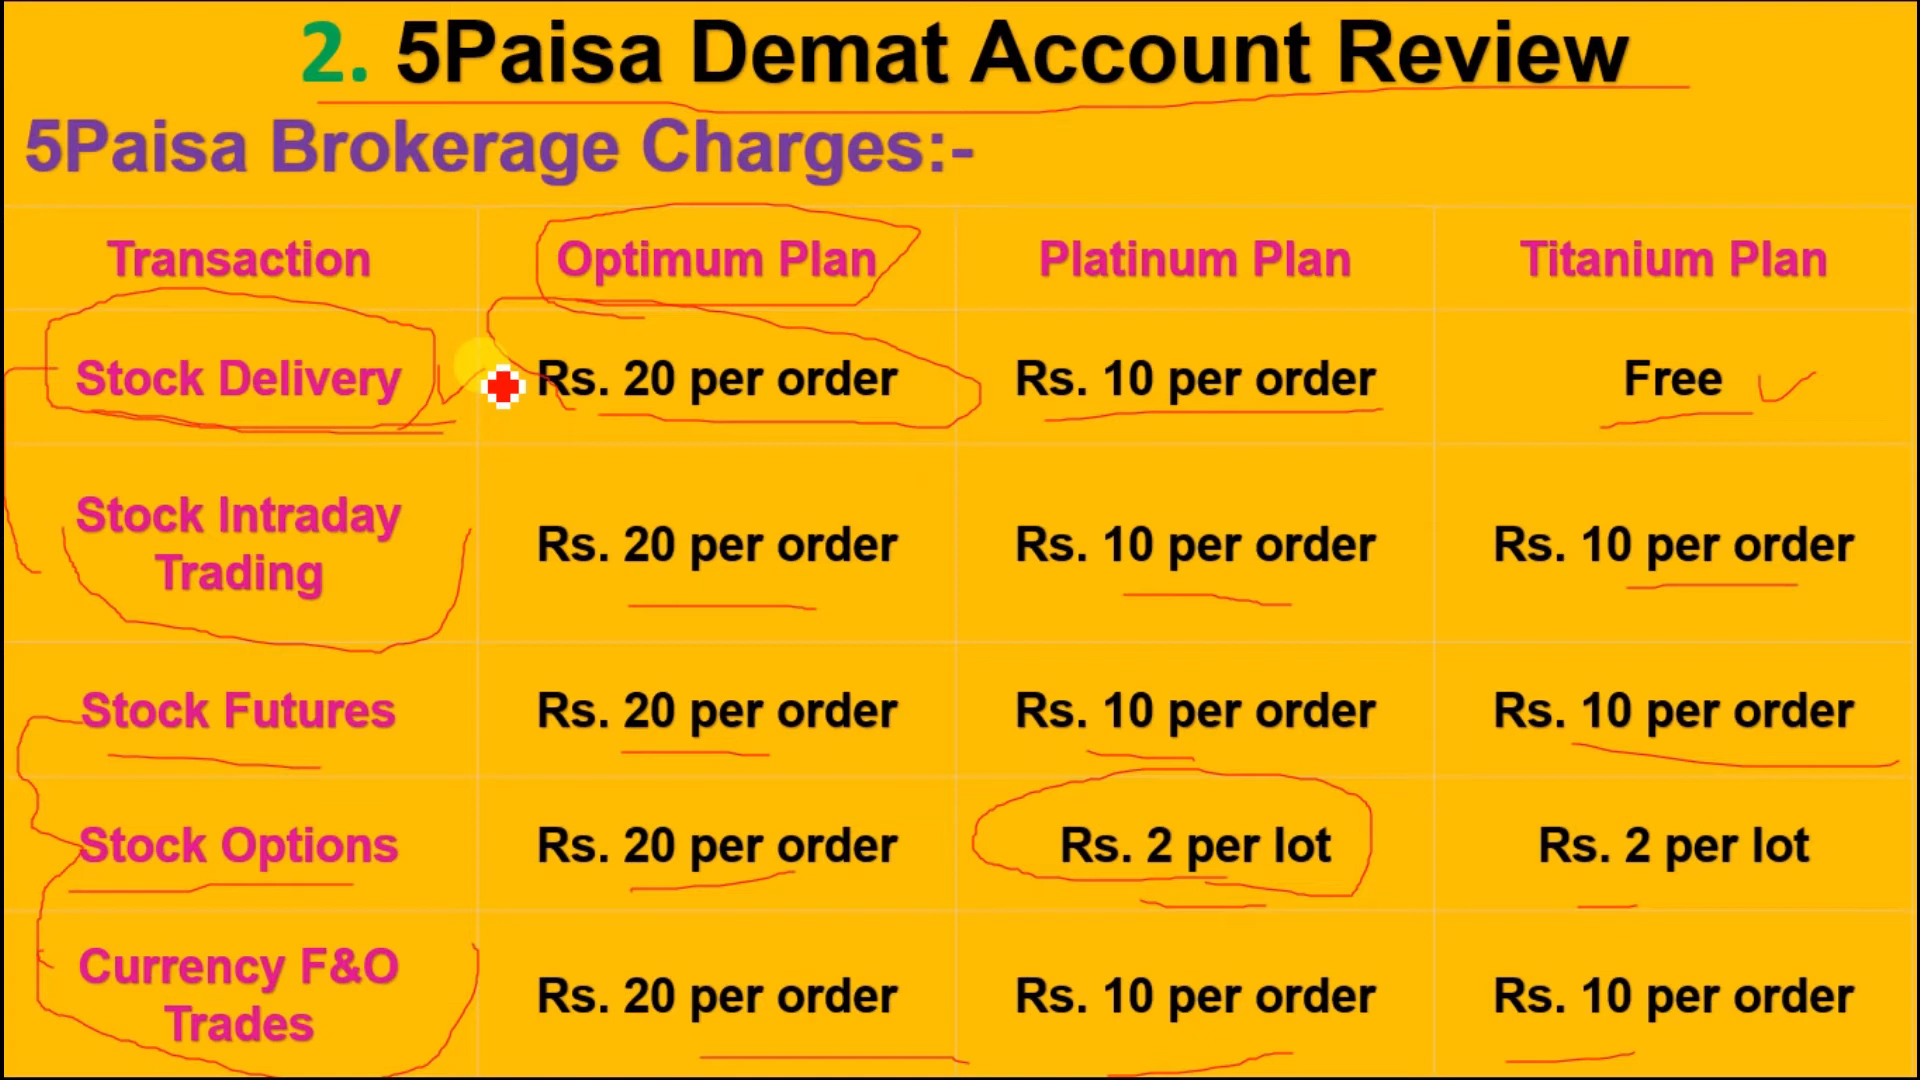 2. 5Paisa Demat Account Review
5Paisa Brokerage Charges:-
Transaction Optimum Plan Platinum Plan Titanium Plan
Stock Delivery Rs. 20 per order Rs. 10 per order Free
Stock Intraday
Trading Rs. 20 per order Rs. 10 per order Rs. 10 per order
Stock Futures Rs. 20 per order Rs. 10 per order Rs. 10 per order
Stock Options Rs. 20 per order Rs. 2 per lot Rs. 2 per lot
Currency F&O
Trades Rs. 20 per order Rs. 10 per order Rs. 10 per order